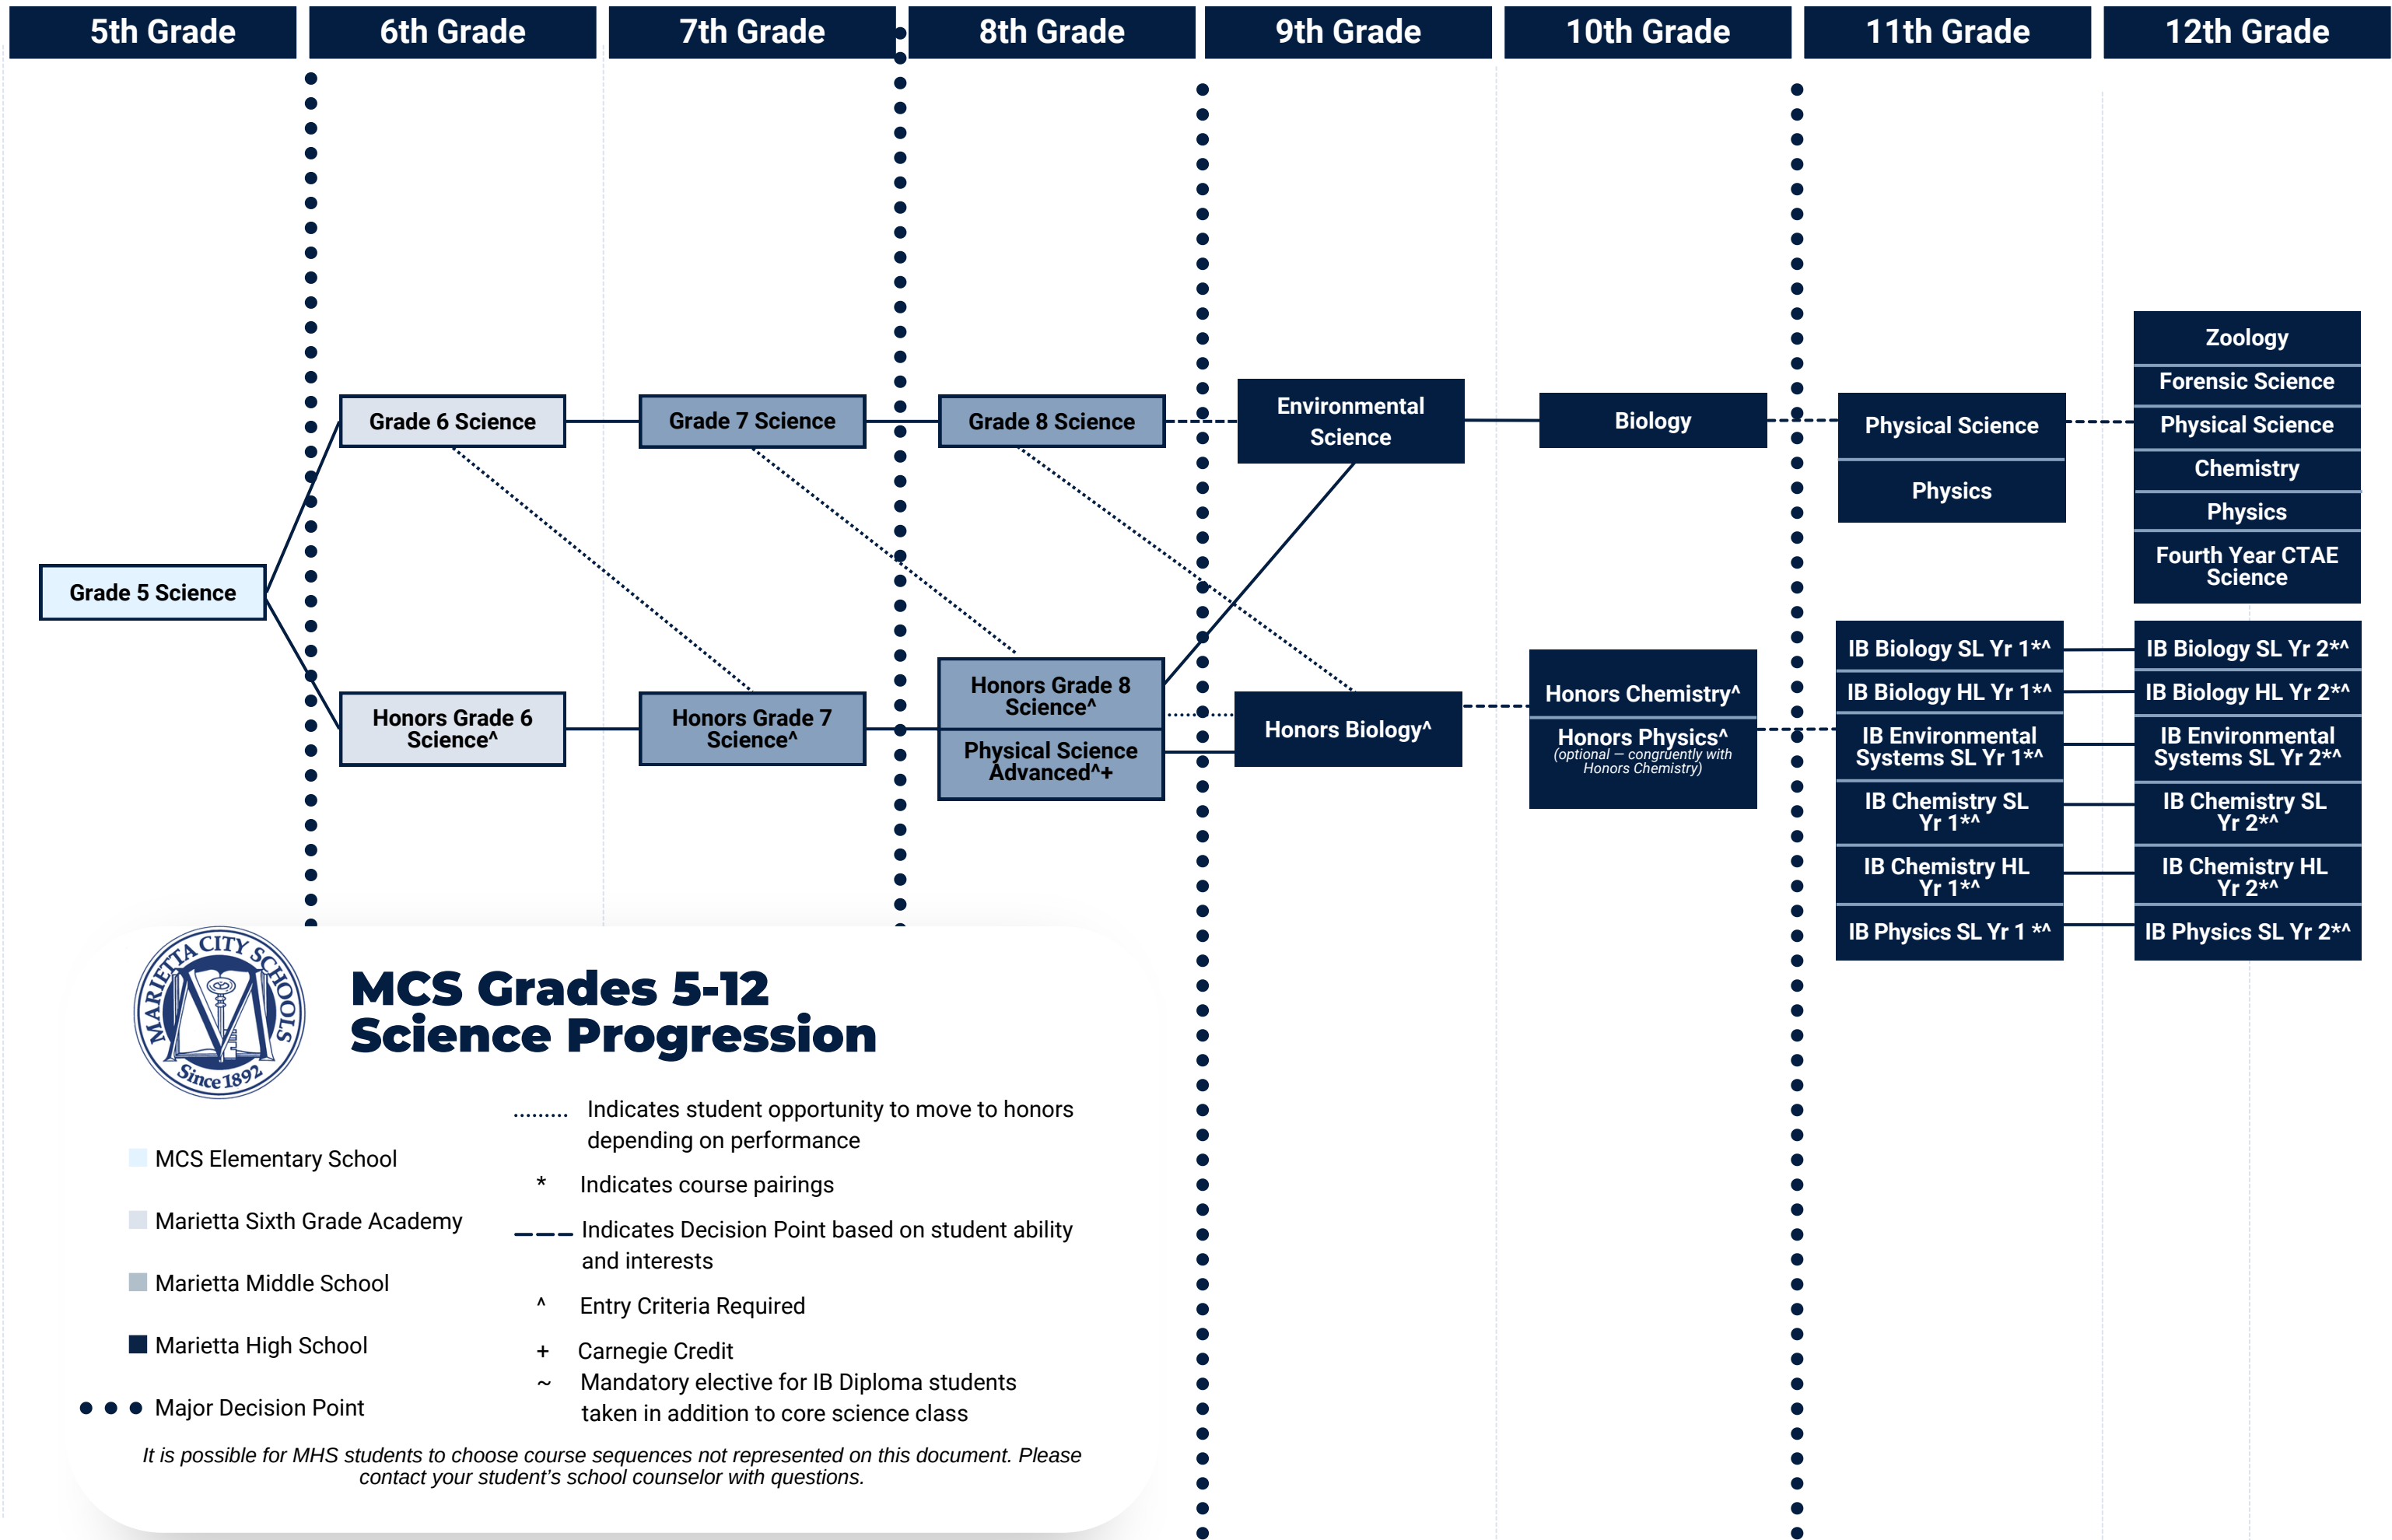 5th Grade
6th Grade
7th Grade
8th Grade
9th Grade
10th Grade
11th Grade
12th Grade
Grade 5 Science
Grade 6 Science
Honors Grade 6
Science^
Grade 7 Science
Honors Grade 7
Science^
Grade 8 Science
Honors Grade 8
Science^
Physical Science
Advanced^+
Environmental
Science
Honors Biology^
Biology
Honors Chemistry^
Honors Physics^
(optional – congruently with
Honors Chemistry)
Physical Science
Physics
IB Biology SL Yr 1*^
IB Biology HL Yr 1*^
IB Environmental
Systems SL Yr 1*^
IB Chemistry SL
Yr 1*^
IB Chemistry HL
Yr 1*^
IB Physics SL Yr 1 *^
Zoology
Forensic Science
Physical Science
Chemistry
Physics
Fourth Year CTAE
Science
IB Biology SL Yr 2*^
IB Biology HL Yr 2*^
IB Environmental
Systems SL Yr 2*^
IB Chemistry SL
Yr 2*^
IB Chemistry HL
Yr 2*^
IB Physics SL Yr 2*^
MARIETTA CITY SCHOOLS
Since 1892
MCS Grades 5-12
Science Progression
MCS Elementary School
Marietta Sixth Grade Academy
Marietta Middle School
Marietta High School
Major Decision Point
Indicates student opportunity to move to honors
depending on performance
* Indicates course pairings
Indicates Decision Point based on student ability
and interests
^ Entry Criteria Required
+ Carnegie Credit
~ Mandatory elective for IB Diploma students
taken in addition to core science class
It is possible for MHS students to choose course sequences not represented on this document. Please
contact your student's school counselor with questions.